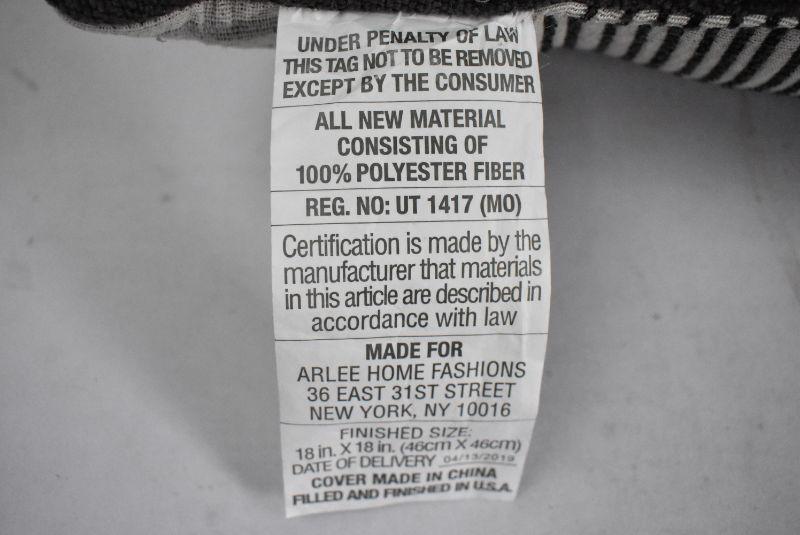 UNDER PENALTY OF LAW
THIS TAG NOT TO BE REMOVED
EXCEPT BY THE CONSUMER
ALL NEW MATERIAL
CONSISTING OF
100% POLYESTER FIBER
REG. NO: UT 1417 (MO)
Certification is made by the
manufacturer that materials
in this article are described in
accordance with law
MADE FOR
ARLEE HOME FASHIONS
36 EAST 31ST STREET
NEW YORK, NY 10016
FINISHED SIZE:
18 in. X 18 in. (46cm X 46cm)
DATE OF DELIVERY 04/13/2019
COVER MADE IN CHINA
FILLED AND FINISHED IN U.S.A.